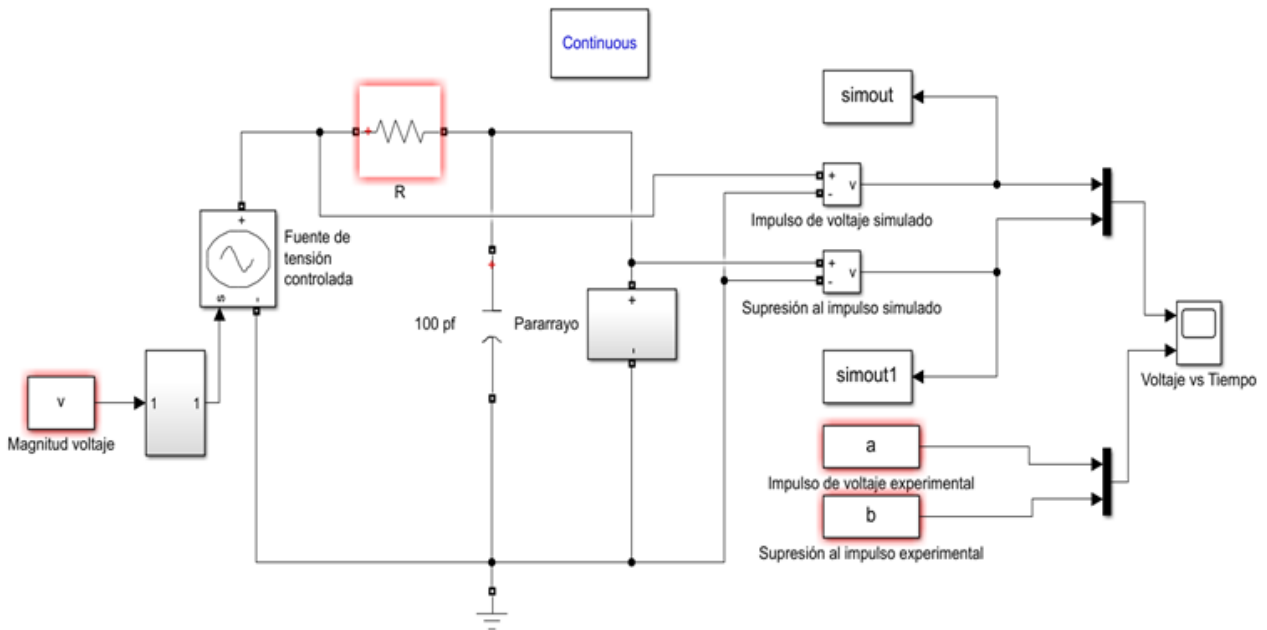 Continuous
simout
R
+
-
v
Impulso de voltaje simulado
+
Fuente de
tensión
controlada
s
-
+
-
v
Supresión al impulso simulado
100 pf
Pararrayo
+
-
Voltaje vs Tiempo
simout1
v
1
1
Magnitud voltaje
a
Impulso de voltaje experimental
b
Supresión al impulso experimental